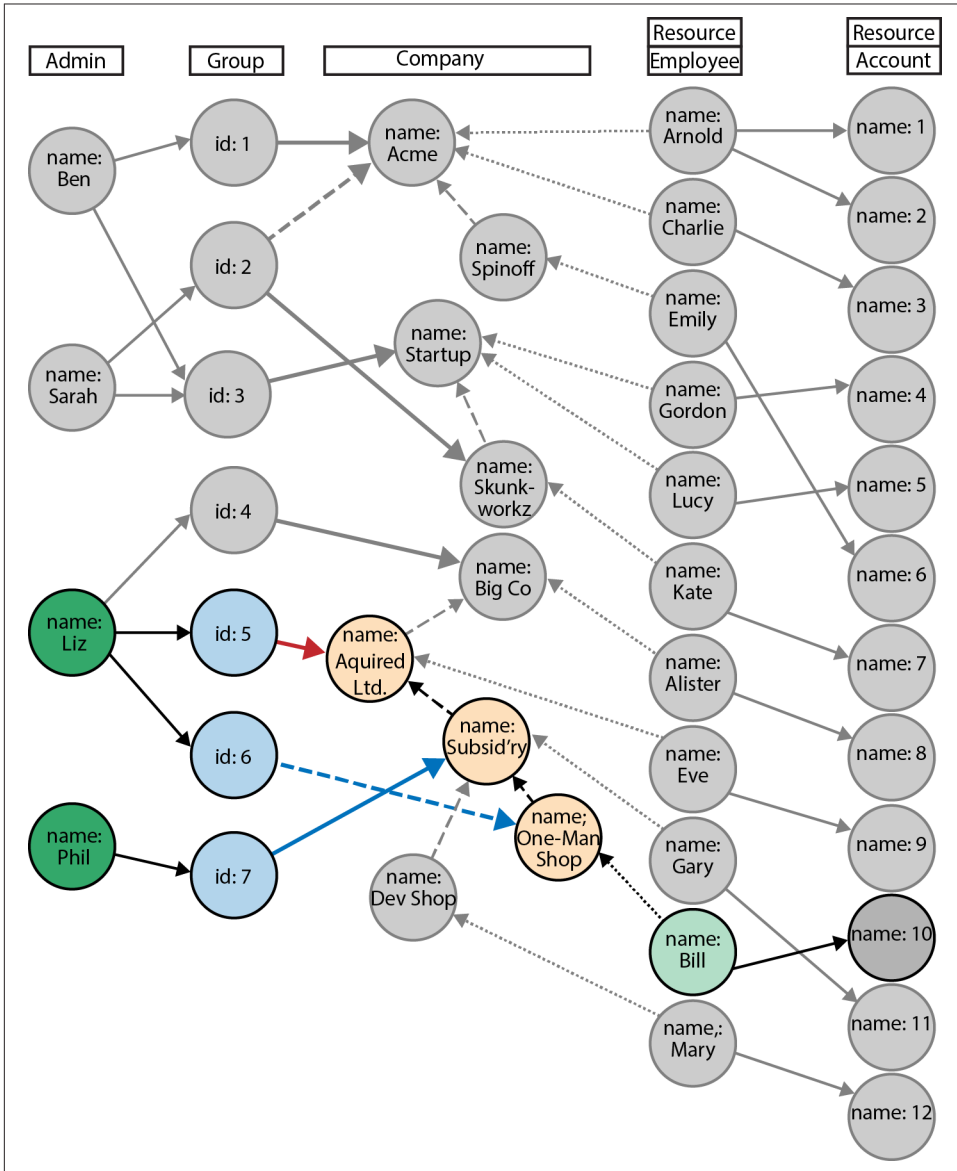 Admin
Group
Company
Resource
Employee
Resource
Account
name:
Ben
name:
Sarah
name:
Liz
name:
Phil
id: 1
id: 2
id: 3
id: 4
id: 5
id: 6
id: 7
name:
Acme
name:
Spinoff
name:
Startup
name:
Skunk-
workz
name:
Big Co
name:
Aquired
Ltd.
name:
Subsid'ry
name;
One-Man
Shop
name:
Dev Shop
name:
Arnold
name:
Charlie
name:
Emily
name:
Gordon
name:
Lucy
name:
Kate
name:
Alister
name:
Eve
name:
Gary
name:
Bill
name,:
Mary
name: 1
name: 2
name: 3
name: 4
name: 5
name: 6
name: 7
name: 8
name: 9
name: 10
name: 11
name: 12